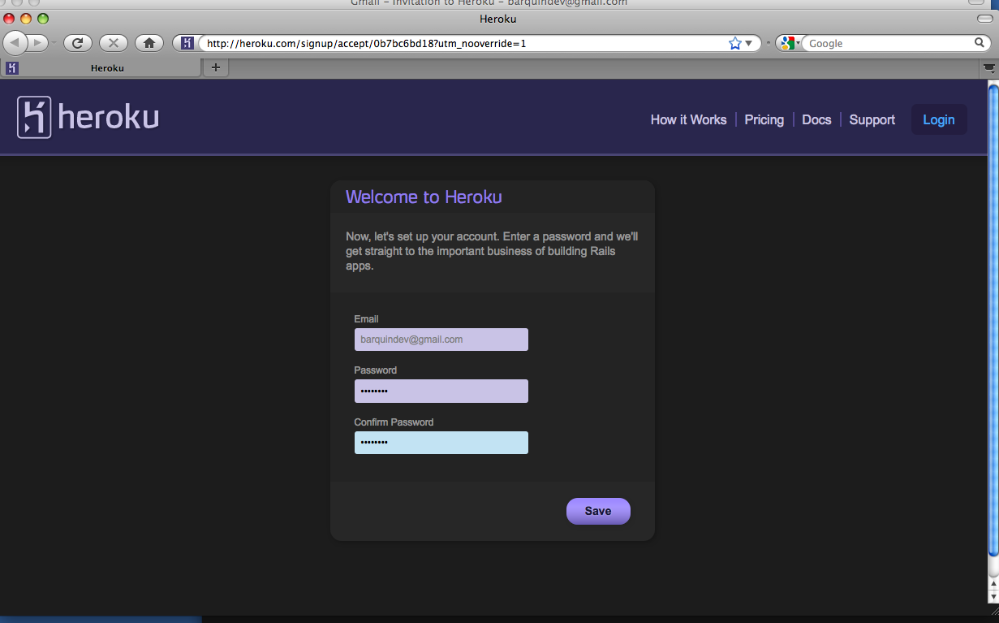 Gmail – Invitation to Heroku – barquindev@gmail.com
Heroku
http://heroku.com/signup/accept/0b7bc6bd18?utm_nooverride=1
Google
Heroku
heroku
How it Works Pricing Docs Support Login
Welcome to Heroku
Now, let's set up your account. Enter a password and we'll
get straight to the important business of building Rails
apps.
Email
barquindev@gmail.com
Password
••••••••
Confirm Password
••••••••
Save